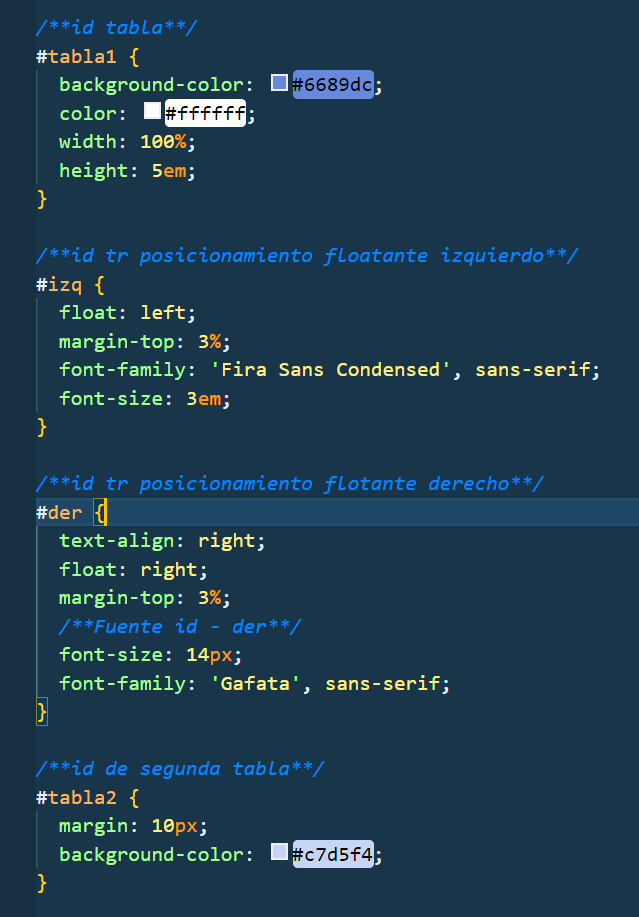 /**id tabla**/
#tabla1 {
background-color: #6689dc;
color: #ffffff;
width: 100%;
height: 5em;
}
/**id tr posicionamiento floatante izquierdo**/
#izq {
float: left;
margin-top: 3%;
font-family: 'Fira Sans Condensed', sans-serif;
font-size: 3em;
}
/**id tr posicionamiento flotante derecho**/
#der {
text-align: right;
float: right;
margin-top: 3%;
/**Fuente id - der**/
font-size: 14px;
font-family: 'Gafata', sans-serif;
}
/**id de segunda tabla**/
#tabla2 {
margin: 10px;
background-color: #c7d5f4;
}